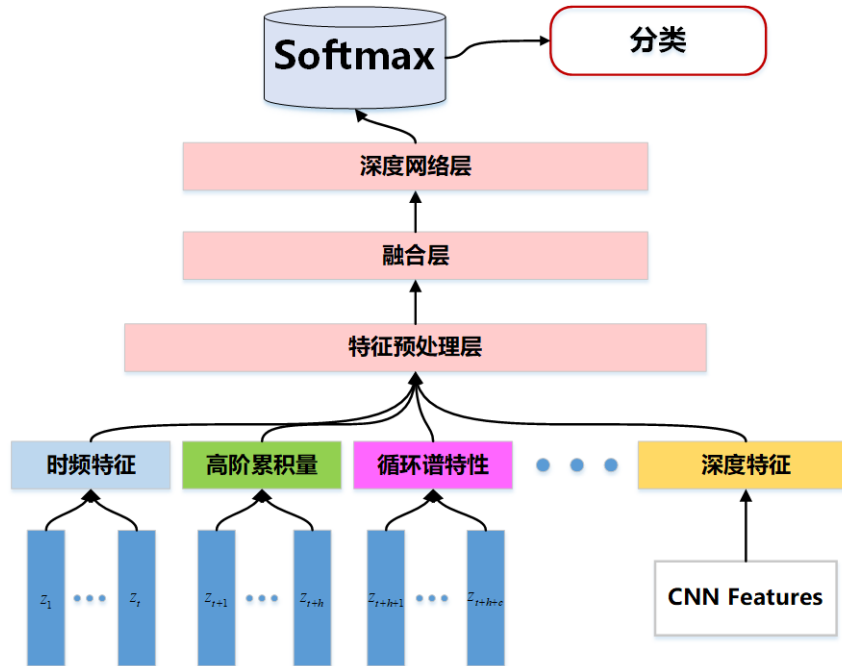 Softmax
分类
深度网络层
融合层
特征预处理层
时频特征
高阶累积量
循环谱特性
深度特征
z1
zt
zt+1
zt+h
zt+h+1
zt+h+c
CNN Features